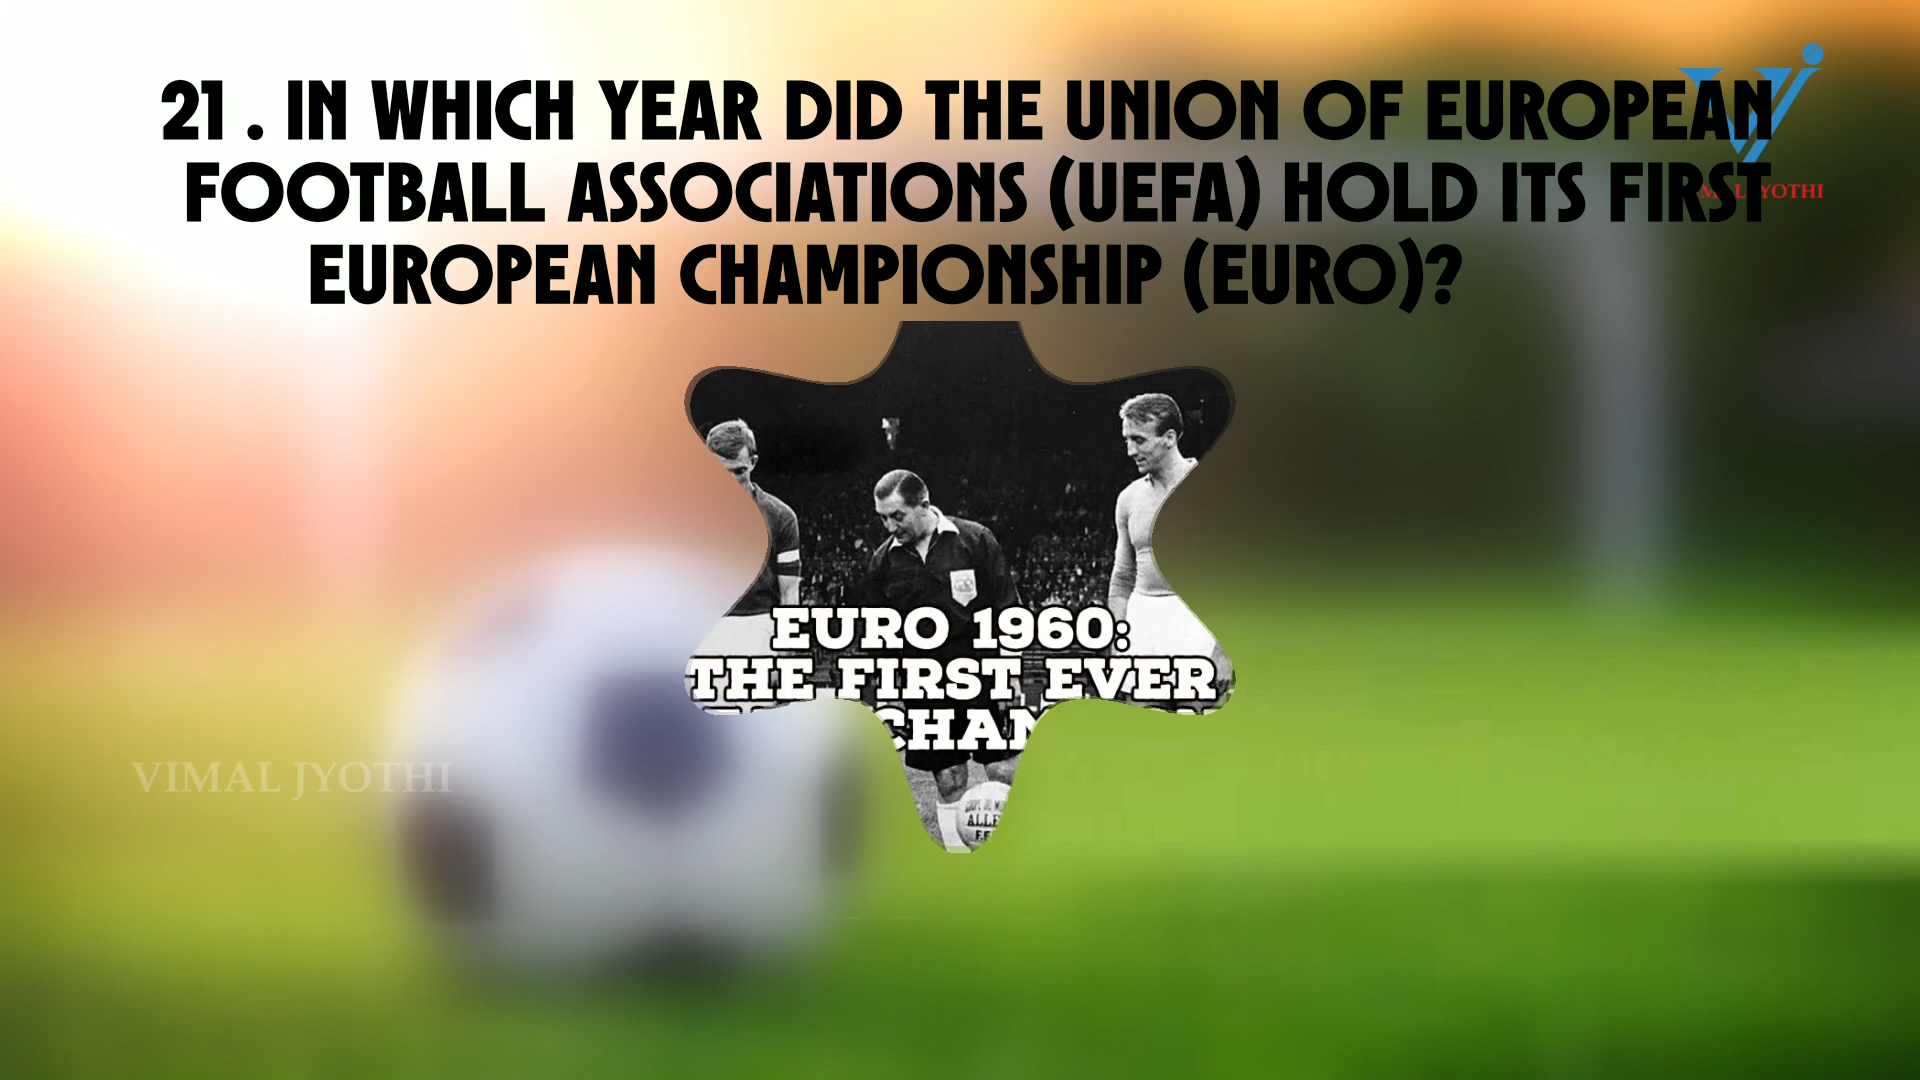 21 . IN WHICH YEAR DID THE UNION OF EUROPEAN
FOOTBALL ASSOCIATIONS (UEFA) HOLD ITS FIRST
EUROPEAN CHAMPIONSHIP (EURO)?
EURO 1960:
THE FIRST EVER
VIMAL JYOTHI